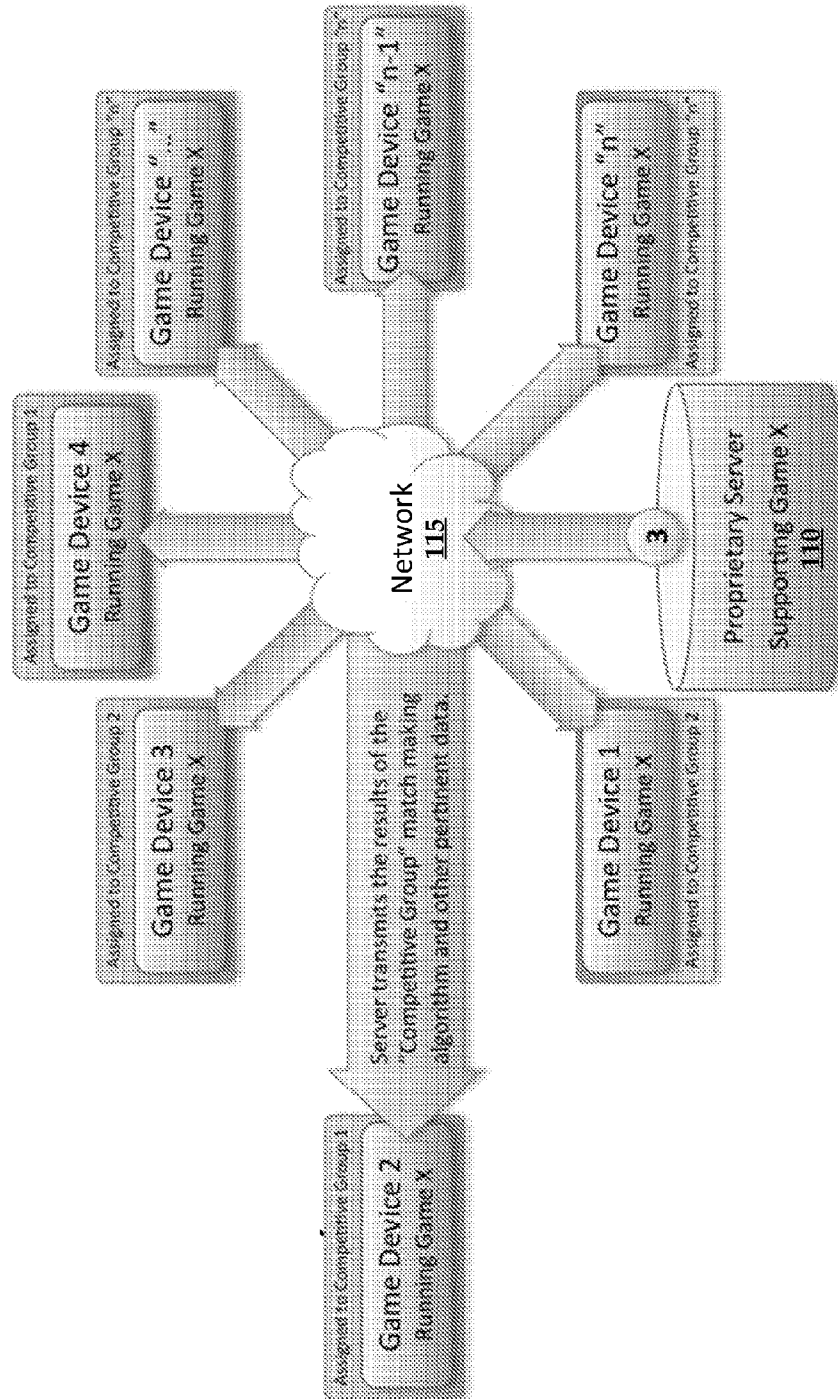 Assigned to Competitive Group 1
Game Device 2
Running Game X
Assigned to Competitive Group 2
Game Device 3
Running Game X
Assigned to Competitive Group 1
Game Device 4
Running Game X
Assigned to Competitive Group "n"
Game Device "..."
Running Game X
Assigned to Competitive Group "n"
Game Device "n-1"
Running Game X
Server transmits the results of the
"Competitive Group" match making
algorithm and other pertinent data.
Network
115
Game Device 1
Running Game X
Assigned to Competitive Group 2
3
Proprietary Server
Supporting Game X
110
Game Device "n"
Running Game X
Assigned to Competitive Group "n"